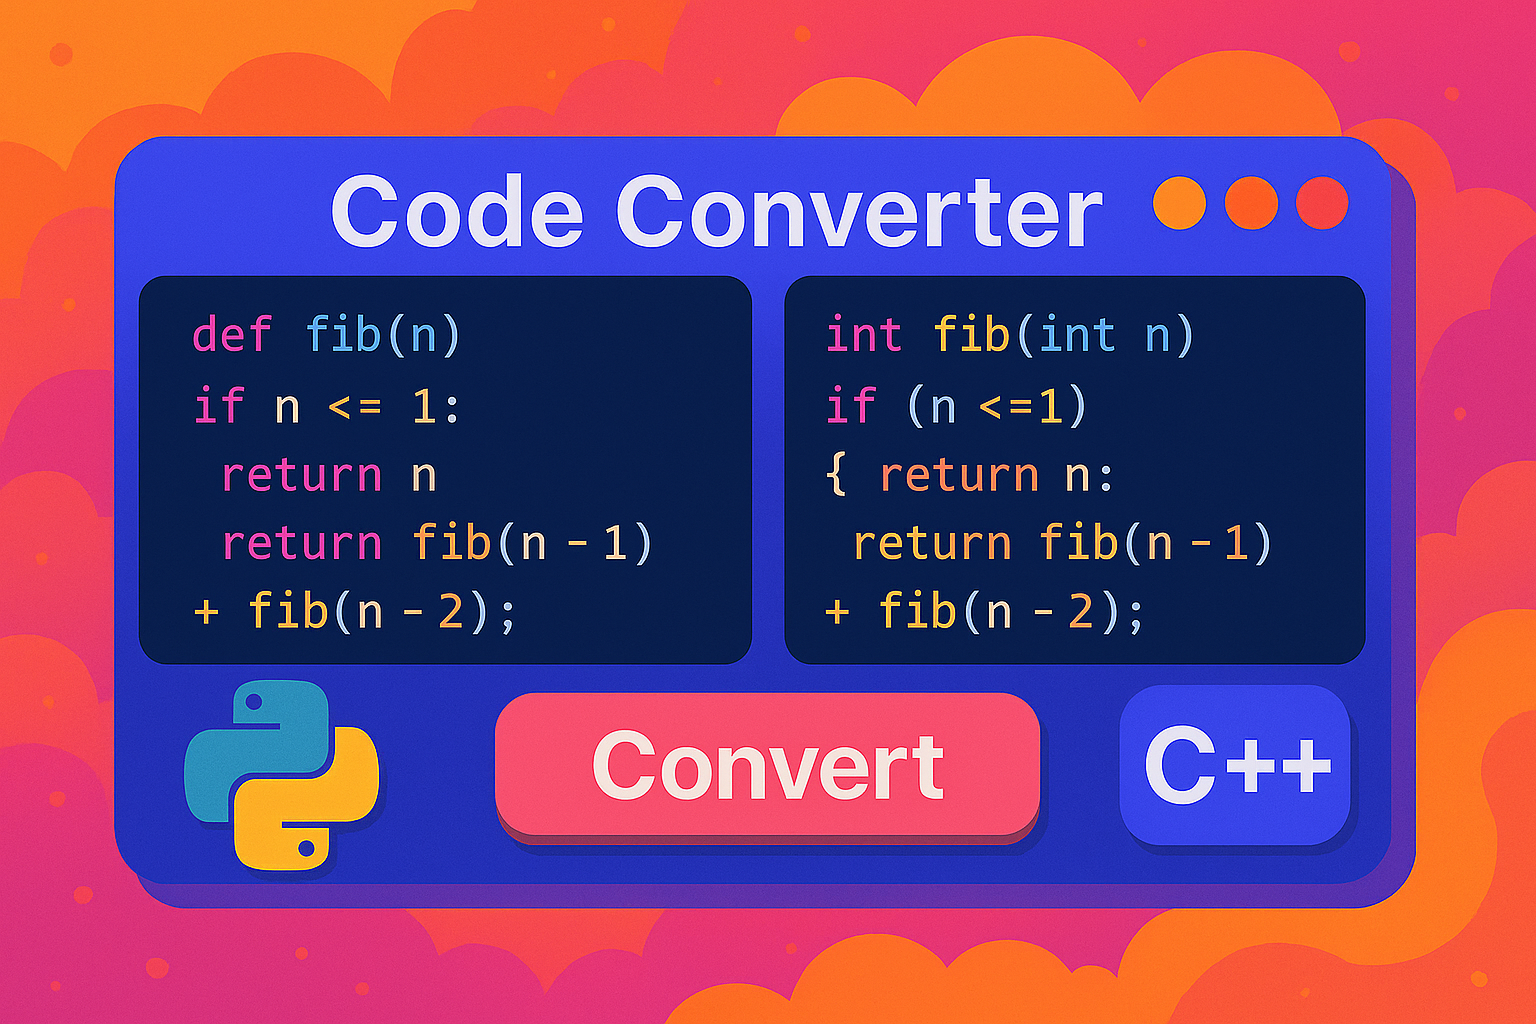 Code Converter
def fib(n)
if n <= 1:
return n
return fib(n - 1)
+ fib(n - 2);
int fib(int n)
if (n <=1)
{ return n:
return fib(n - 1)
+ fib(n - 2);
Convert
C++